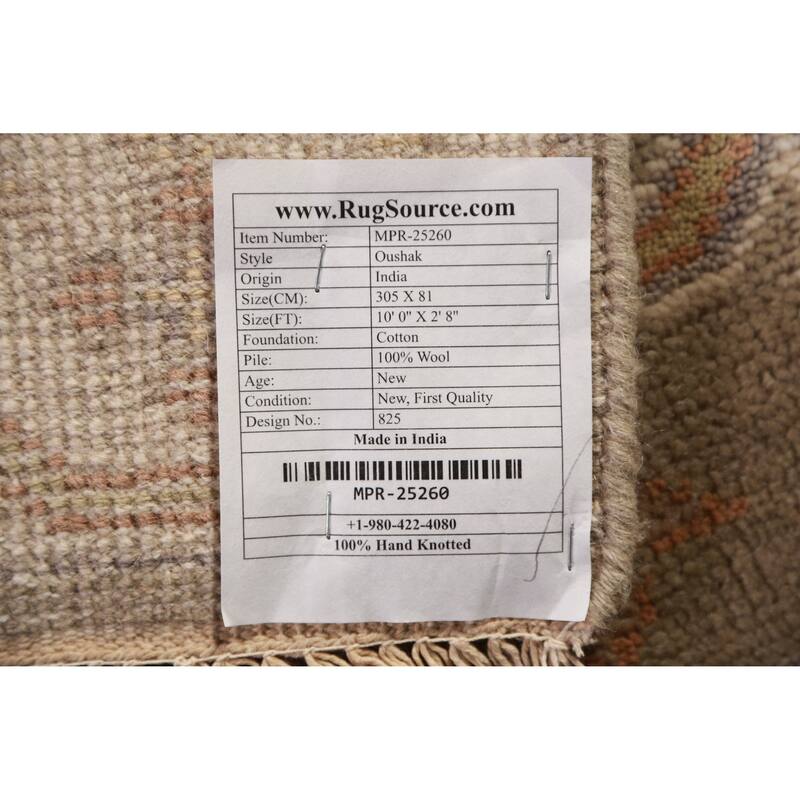 www.RugSource.com
Item Number: MPR-25260
Style Oushak
Origin India
Size(CM): 305 X 81
Size(FT): 10' 0" X 2' 8"
Foundation: Cotton
Pile: 100% Wool
Age: New
Condition: New, First Quality
Design No.: 825
Made in India
MPR-25260
+1-980-422-4080
100% Hand Knotted